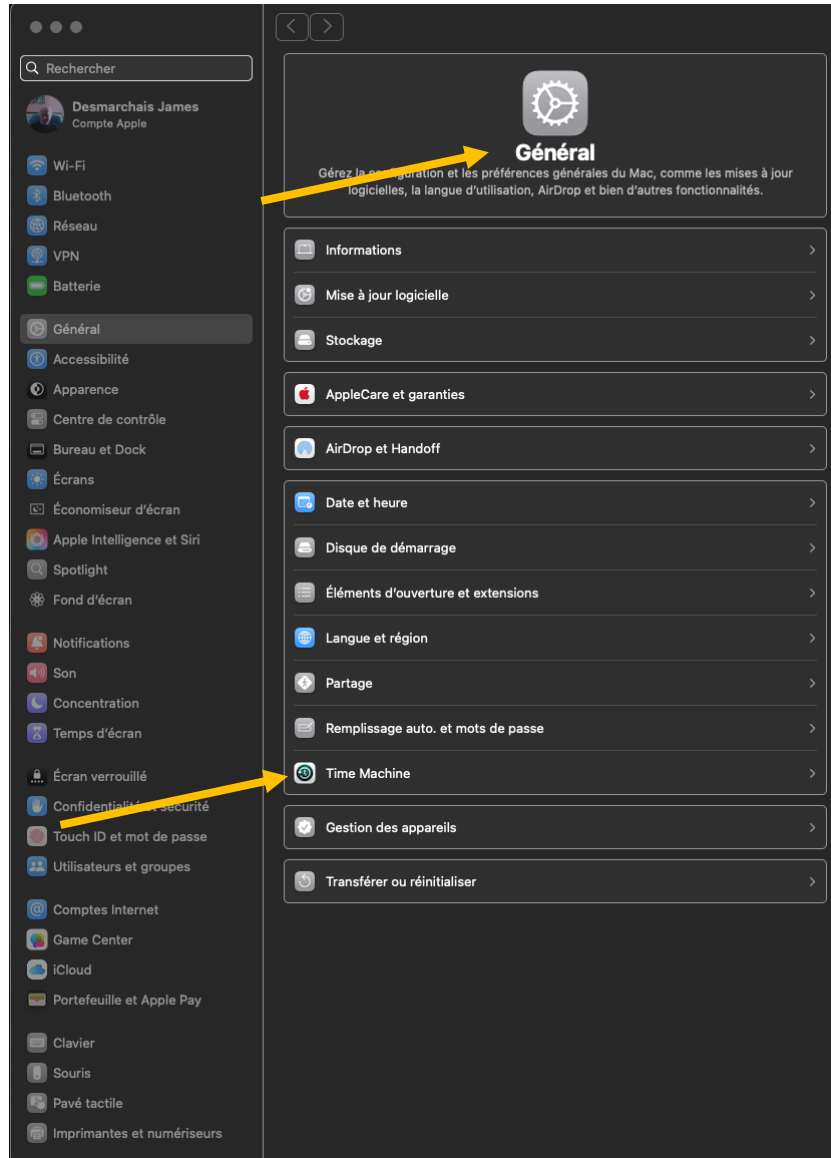 Rechercher
Desmarchais James
Compte Apple
Wi-Fi
Bluetooth
Réseau
VPN
Batterie
Général
Accessibilité
Apparence
Centre de contrôle
Bureau et Dock
Écrans
Économiseur d'écran
Apple Intelligence et Siri
Spotlight
Fond d'écran
Notifications
Son
Concentration
Temps d'écran
Écran verrouillé
Confidentialité et sécurité
Touch ID et mot de passe
Utilisateurs et groupes
Comptes Internet
Game Center
iCloud
Portefeuille et Apple Pay
Clavier
Souris
Pavé tactile
Imprimantes et numériseurs
Général
Gérez la configuration et les préférences générales du Mac, comme les mises à jour
logicielles, la langue d'utilisation, AirDrop et bien d'autres fonctionnalités.
Informations
Mise à jour logicielle
Stockage
AppleCare et garanties
AirDrop et Handoff
Date et heure
Disque de démarrage
Éléments d'ouverture et extensions
Langue et région
Partage
Remplissage auto. et mots de passe
Time Machine
Gestion des appareils
Transférer ou réinitialiser